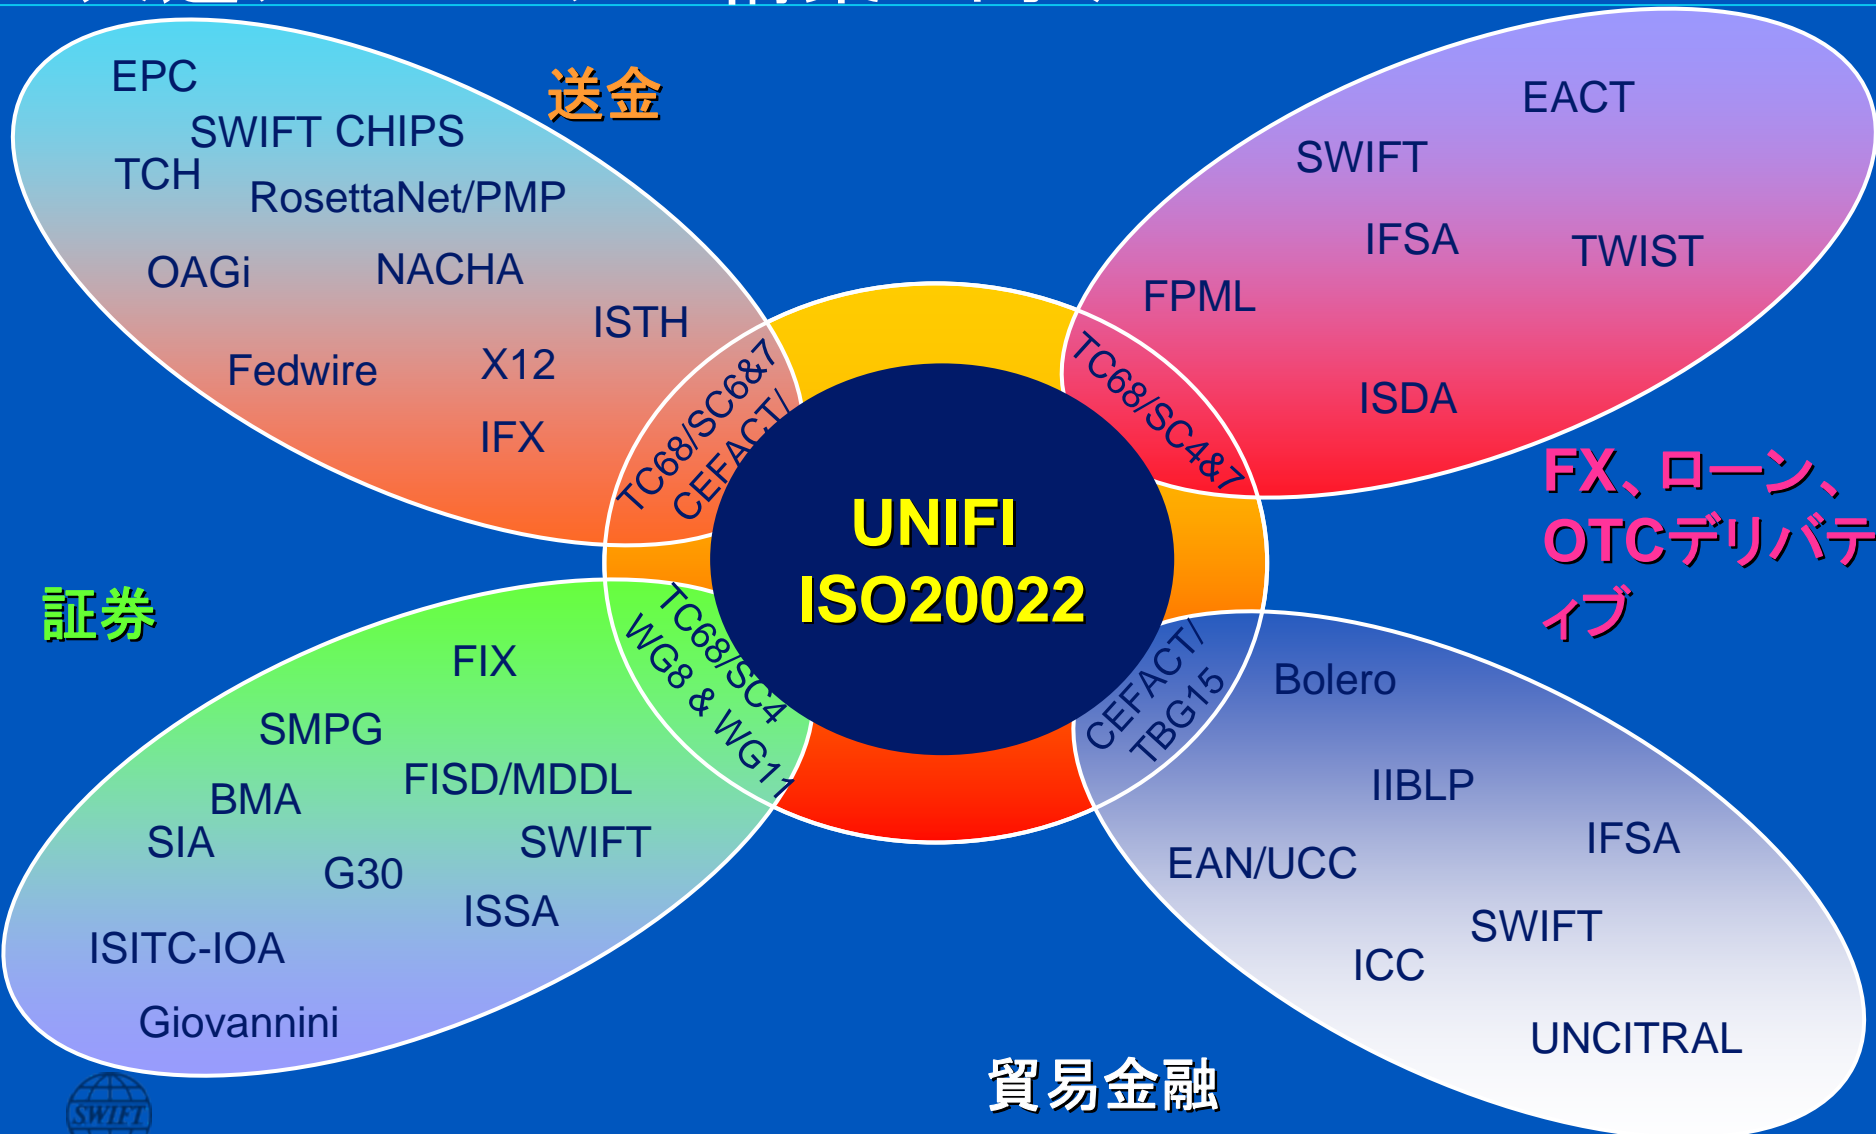 送金
EPC
SWIFT CHIPS
TCH
RosettaNet/PMP
OAGi
NACHA
ISTH
Fedwire
X12
IFX
TC68/SC6&7
CEFACT/
EACT
SWIFT
IFSA
TWIST
FPML
ISDA
TC68/SC4&7
FX、ローン、
OTCデリバテ
ィブ
UNIFI
ISO20022
証券
FIX
SMPG
FISD/MDDL
BMA
SIA
SWIFT
G30
ISSA
ISITC-IOA
Giovannini
TC68/SC4
WG8 & WG11
CEFACT/
TBG15
Bolero
IIBLP
IFSA
EAN/UCC
SWIFT
ICC
UNCITRAL
貿易金融
SWIFT